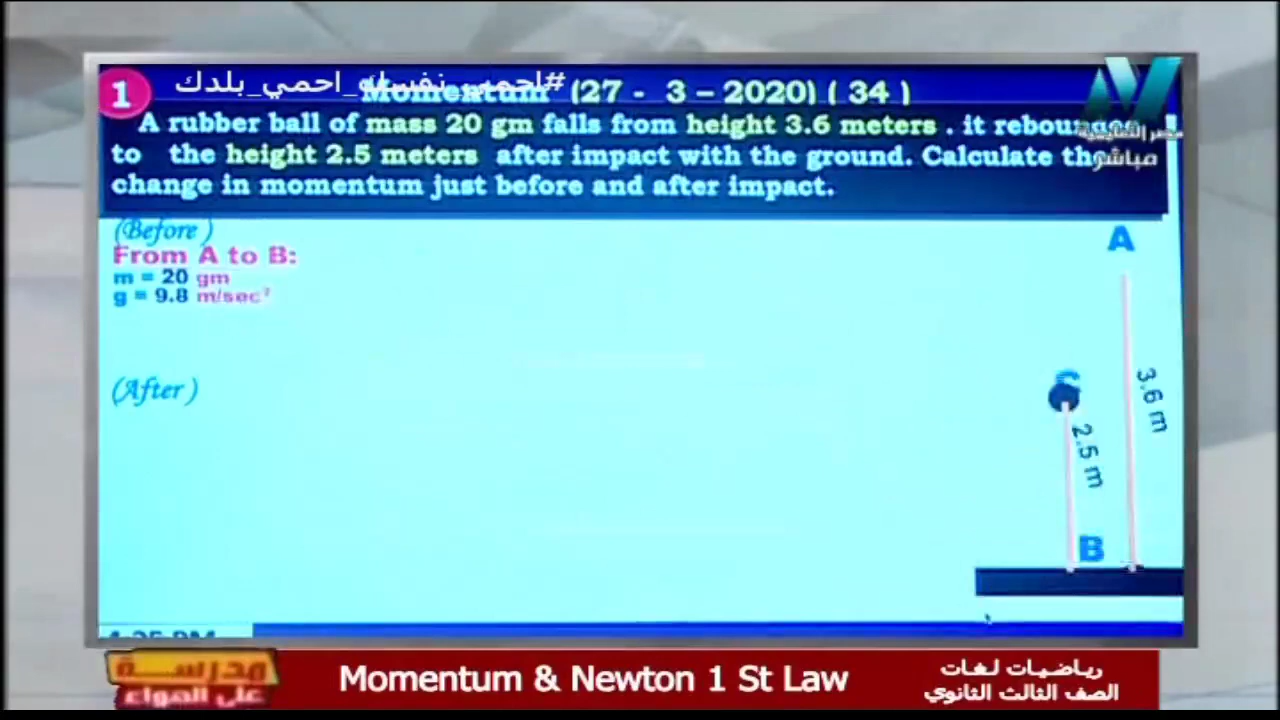 #احمي_نفسك_احمي_بلدك
1 Momentum (27 - 3 – 2020) ( 34 )
A rubber ball of mass 20 gm falls from height 3.6 meters . it rebounces
to the height 2.5 meters after impact with the ground. Calculate the
change in momentum just before and after impact.
مباشر
(Before )
From A to B:
m = 20 gm
g = 9.8 m/sec²
(After )
A
C
3.6 m
2.5 m
B
4:25 PM
مدرسة
على الهواء
Momentum & Newton 1 St Law
رياضيات لغات
الصف الثالث الثانوي